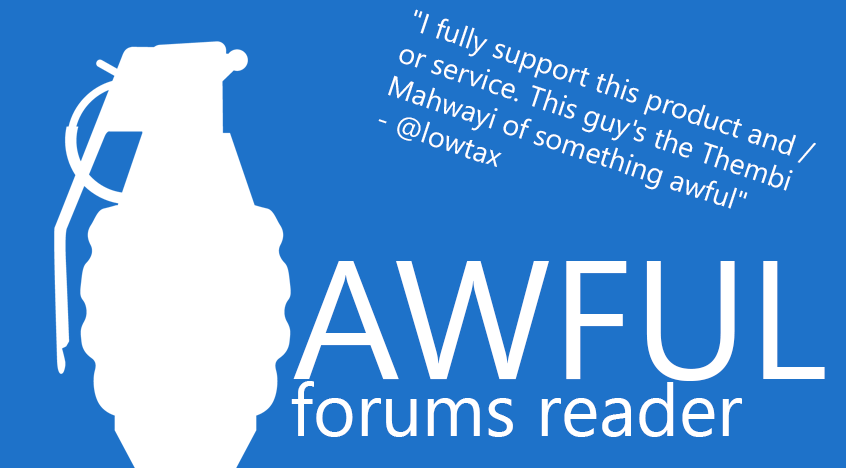 "I fully support this product and /
or service. This guy's the Thembi
Mahwayi of something awful"
- @lowtax
AWFUL
forums reader